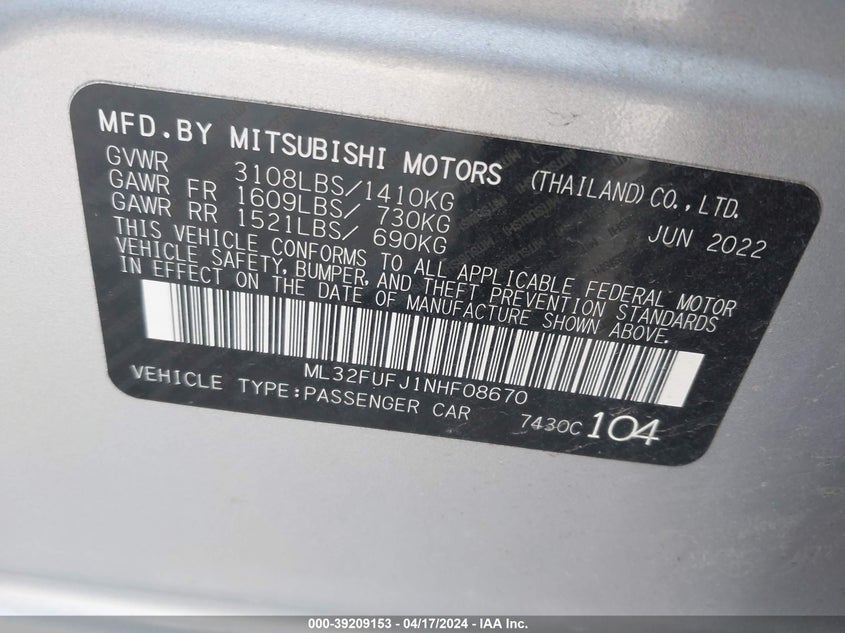 MFD.BY MITSUBISHI MOTORS (THAILAND)CO.,LTD.
GVWR 3108LBS/1410KG
GAWR FR 1609LBS/ 730KG
GAWR RR 1521LBS/ 690KG JUN 2022
THIS VEHICLE CONFORMS TO ALL APPLICABLE FEDERAL MOTOR
VEHICLE SAFETY, BUMPER, AND THEFT PREVENTION STANDARDS
IN EFFECT ON THE DATE OF MANUFACTURE SHOWN ABOVE.
ML32FUFJ1NHF08670
VEHICLE TYPE:PASSENGER CAR 7430C 104
000-39209153 - 04/17/2024 - IAA Inc.